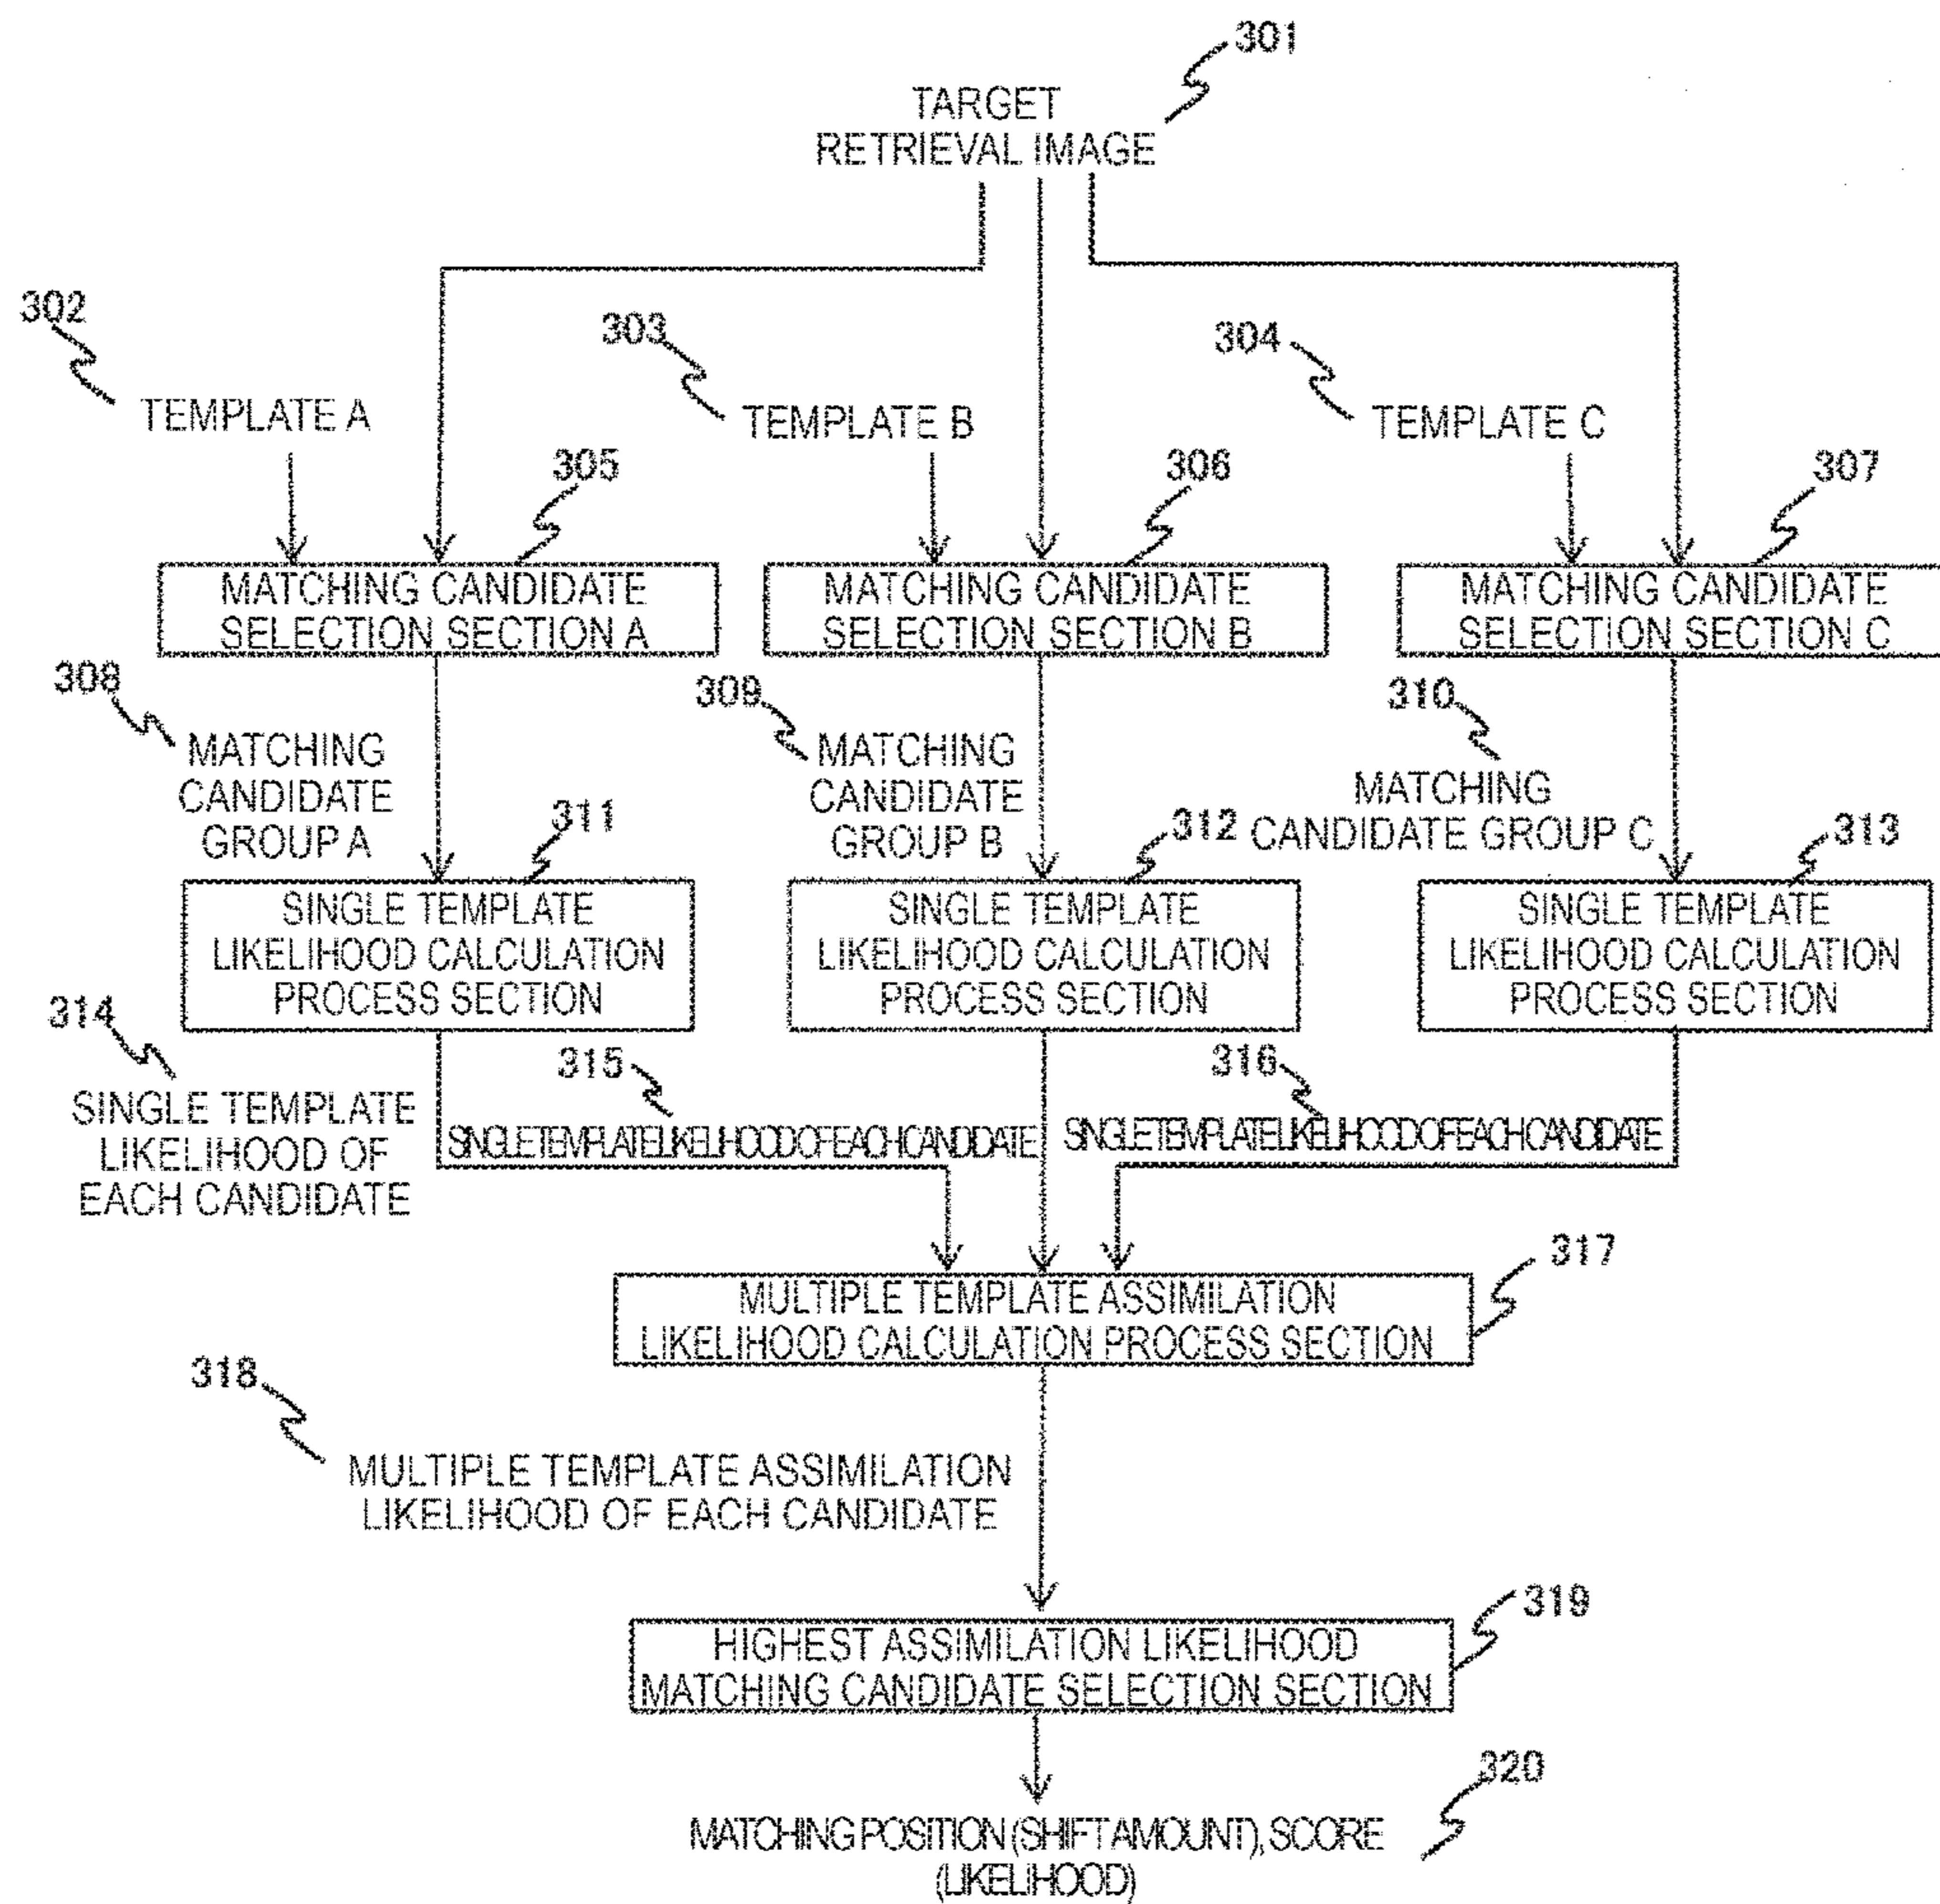 301
TARGET
RETRIEVAL IMAGE
302
303
304
TEMPLATE A
TEMPLATE B
TEMPLATE C
305
306
307
MATCHING CANDIDATE
SELECTION SECTION A
MATCHING CANDIDATE
SELECTION SECTION B
MATCHING CANDIDATE
SELECTION SECTION C
308
309
310
MATCHING
CANDIDATE
GROUP A
MATCHING
CANDIDATE
GROUP B
MATCHING
CANDIDATE GROUP C
311
312
313
SINGLE TEMPLATE
LIKELIHOOD CALCULATION
PROCESS SECTION
SINGLE TEMPLATE
LIKELIHOOD CALCULATION
PROCESS SECTION
SINGLE TEMPLATE
LIKELIHOOD CALCULATION
PROCESS SECTION
314
315
316
SINGLE TEMPLATE
LIKELIHOOD OF
EACH CANDIDATE
SINGLE TEMPLATE LIKELIHOOD OF EACH CANDIDATE
SINGLE TEMPLATE LIKELIHOOD OF EACH CANDIDATE
317
MULTIPLE TEMPLATE ASSIMILATION
LIKELIHOOD CALCULATION PROCESS SECTION
318
MULTIPLE TEMPLATE ASSIMILATION
LIKELIHOOD OF EACH CANDIDATE
319
HIGHEST ASSIMILATION LIKELIHOOD
MATCHING CANDIDATE SELECTION SECTION
320
MATCHING POSITION (SHIFT AMOUNT), SCORE
(LIKELIHOOD)